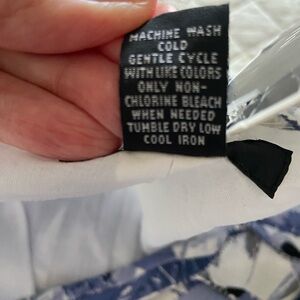 MACHINE WASH
COLD
GENTLE CYCLE
WITH LIKE COLORS
ONLY NON-
CHLORINE BLEACH
WHEN NEEDED
TUMBLE DRY LOW
COOL IRON